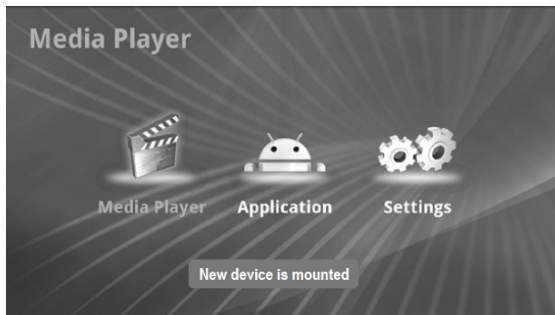 Media Player
Media Player Application Settings
New device is mounted